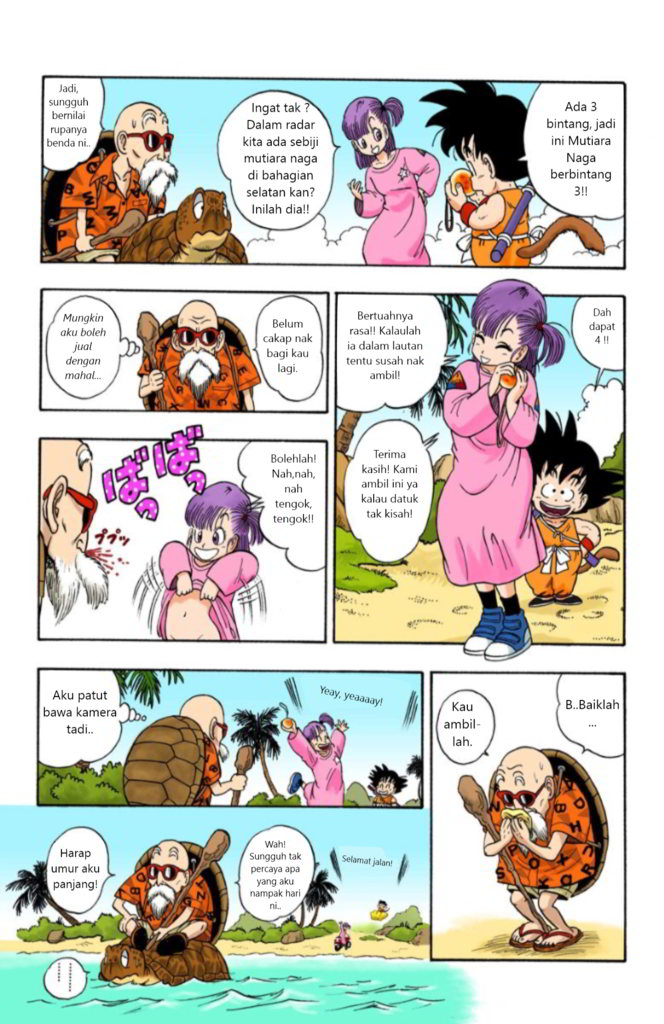 Jadi,
sungguh
bernilai
rupanya
benda ni..
Ingat tak ?
Dalam radar
kita ada sebiji
mutiara naga
di bahagian
selatan kan?
Inilah dia!!
Ada 3
bintang, jadi
ini Mutiara
Naga
berbintang
3!!
Mungkin
aku boleh
jual
dengan
mahal...
Belum
cakap nak
bagi kau
lagi.
Bertuahnya
rasa!! Kalaulah
ia dalam lautan
tentu susah nak
ambil!
Dah
dapat
4 !!
Terima
kasih! Kami
ambil ini ya
kalau datuk
tak kisah!
ばっ
ばっ
ププッ
Bolehlah!
Nah,nah,
nah
tengok,
tengok!!
Aku patut
bawa kamera
tadi..
Yeay, yeaaaay!
Kau
ambil-
lah.
B..Baiklah
...
Harap
umur aku
panjang!
Wah!
Sungguh tak
percaya apa
yang aku
nampak hari
ni..
Selamat jalan!